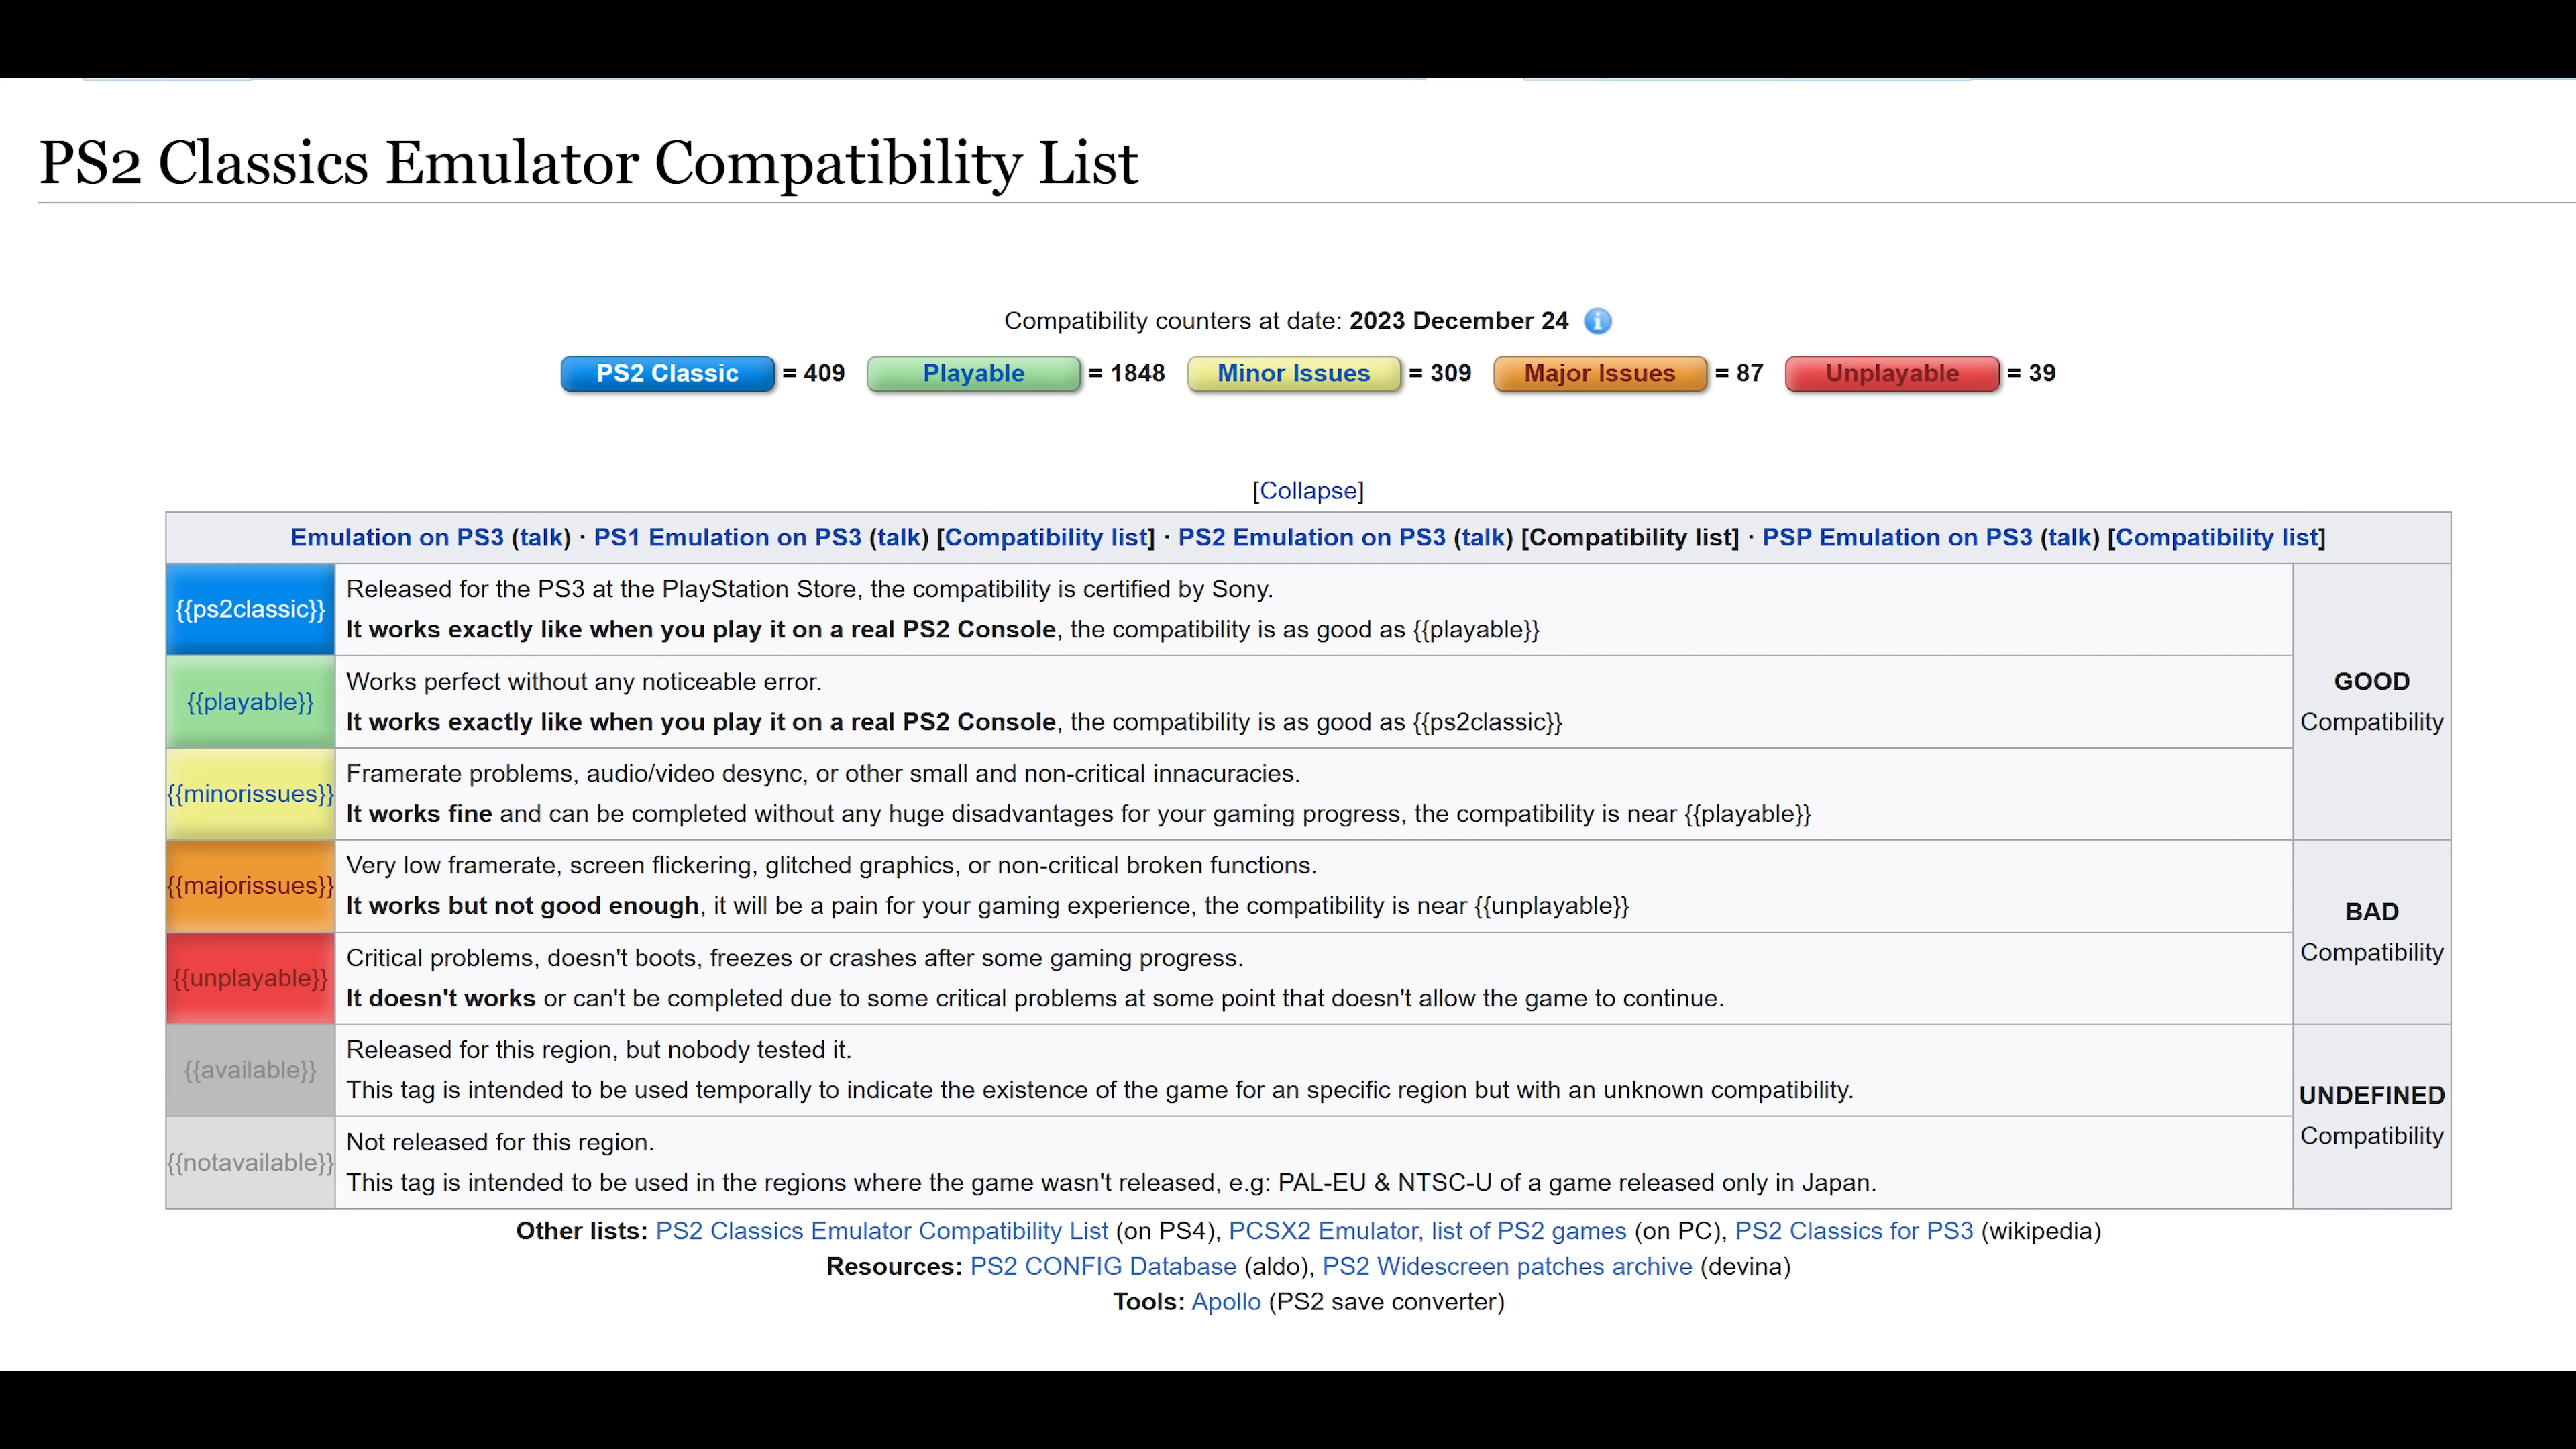 PS2 Classics Emulator Compatibility List
Compatibility counters at date: 2023 December 24 i
PS2 Classic = 409 Playable = 1848 Minor Issues = 309 Major Issues = 87 Unplayable = 39
[Collapse]
Emulation on PS3 (talk) · PS1 Emulation on PS3 (talk) [Compatibility list] · PS2 Emulation on PS3 (talk) [Compatibility list] · PSP Emulation on PS3 (talk) [Compatibility list]
{{ps2classic}}
Released for the PS3 at the PlayStation Store, the compatibility is certified by Sony.
It works exactly like when you play it on a real PS2 Console, the compatibility is as good as {{playable}}
{{playable}}
Works perfect without any noticeable error.
It works exactly like when you play it on a real PS2 Console, the compatibility is as good as {{ps2classic}}
{{minorissues}}
Framerate problems, audio/video desync, or other small and non-critical innacuracies.
It works fine and can be completed without any huge disadvantages for your gaming progress, the compatibility is near {{playable}}
GOOD
Compatibility
{{majorissues}}
Very low framerate, screen flickering, glitched graphics, or non-critical broken functions.
It works but not good enough, it will be a pain for your gaming experience, the compatibility is near {{unplayable}}
{{unplayable}}
Critical problems, doesn't boots, freezes or crashes after some gaming progress.
It doesn't works or can't be completed due to some critical problems at some point that doesn't allow the game to continue.
BAD
Compatibility
{{available}}
Released for this region, but nobody tested it.
This tag is intended to be used temporally to indicate the existence of the game for an specific region but with an unknown compatibility.
{{notavailable}}
Not released for this region.
This tag is intended to be used in the regions where the game wasn't released, e.g: PAL-EU & NTSC-U of a game released only in Japan.
UNDEFINED
Compatibility
Other lists: PS2 Classics Emulator Compatibility List (on PS4), PCSX2 Emulator, list of PS2 games (on PC), PS2 Classics for PS3 (wikipedia)
Resources: PS2 CONFIG Database (aldo), PS2 Widescreen patches archive (devina)
Tools: Apollo (PS2 save converter)